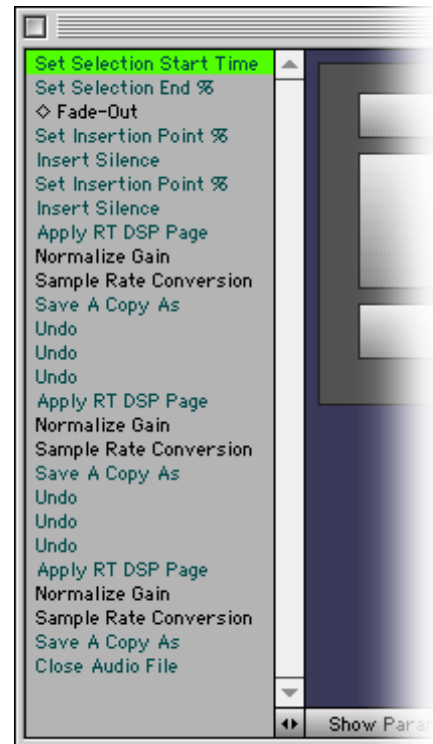 Set Selection Start Time
Set Selection End %
◇ Fade-Out
Set Insertion Point %
Insert Silence
Set Insertion Point %
Insert Silence
Apply RT DSP Page
Normalize Gain
Sample Rate Conversion
Save A Copy As
Undo
Undo
Undo
Apply RT DSP Page
Normalize Gain
Sample Rate Conversion
Save A Copy As
Undo
Undo
Undo
Apply RT DSP Page
Normalize Gain
Sample Rate Conversion
Save A Copy As
Close Audio File
Show Para